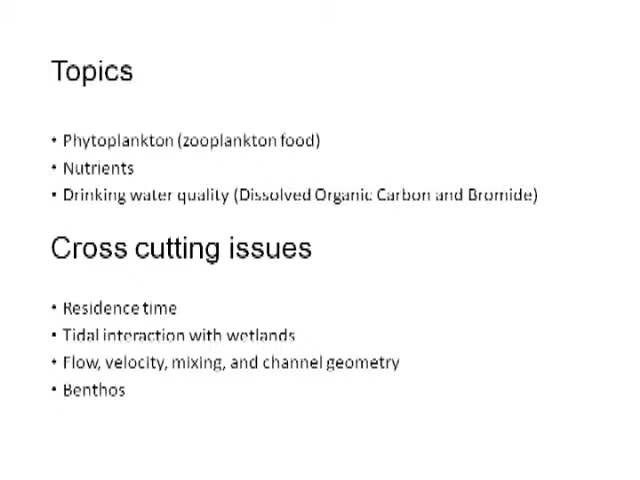 Topics
• Phytoplankton (zooplankton food)
• Nutrients
• Drinking water quality (Dissolved Organic Carbon and Bromide)
Cross cutting issues
• Residence time
• Tidal interaction with wetlands
• Flow, velocity, mixing, and channel geometry
• Benthos